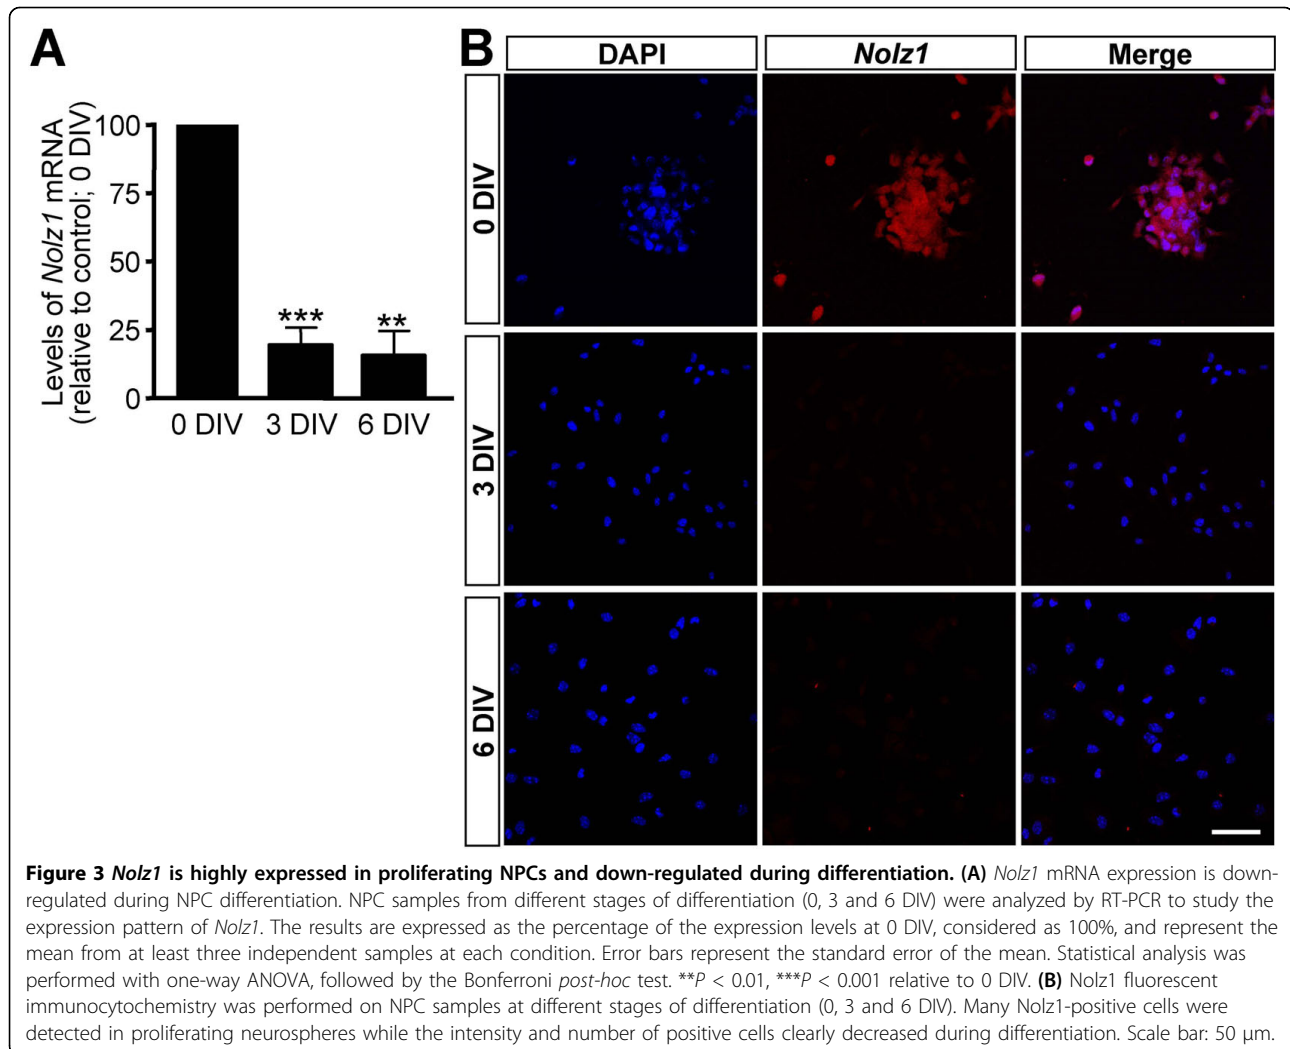 A
B
DAPI
Nolz1
Merge
Levels of Nolz1 mRNA
(relative to control; 0 DIV)
100
75
50
25
0
***
**
0 DIV 3 DIV 6 DIV
0 DIV
3 DIV
6 DIV
Figure 3 Nolz1 is highly expressed in proliferating NPCs and down-regulated during differentiation. (A) Nolz1 mRNA expression is down-
regulated during NPC differentiation. NPC samples from different stages of differentiation (0, 3 and 6 DIV) were analyzed by RT-PCR to study the
expression pattern of Nolz1. The results are expressed as the percentage of the expression levels at 0 DIV, considered as 100%, and represent the
mean from at least three independent samples at each condition. Error bars represent the standard error of the mean. Statistical analysis was
performed with one-way ANOVA, followed by the Bonferroni post-hoc test. **P < 0.01, ***P < 0.001 relative to 0 DIV. (B) Nolz1 fluorescent
immunocytochemistry was performed on NPC samples at different stages of differentiation (0, 3 and 6 DIV). Many Nolz1-positive cells were
detected in proliferating neurospheres while the intensity and number of positive cells clearly decreased during differentiation. Scale bar: 50 μm.